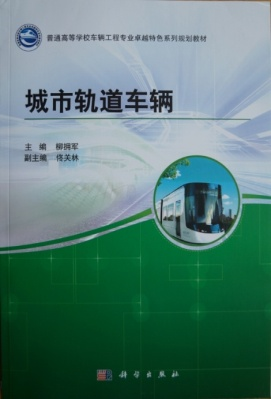 普通高等学校车辆工程专业卓越特色系列规划教材
城市轨道车辆
主 编 柳拥军
副主编 佟关林
科学出版社